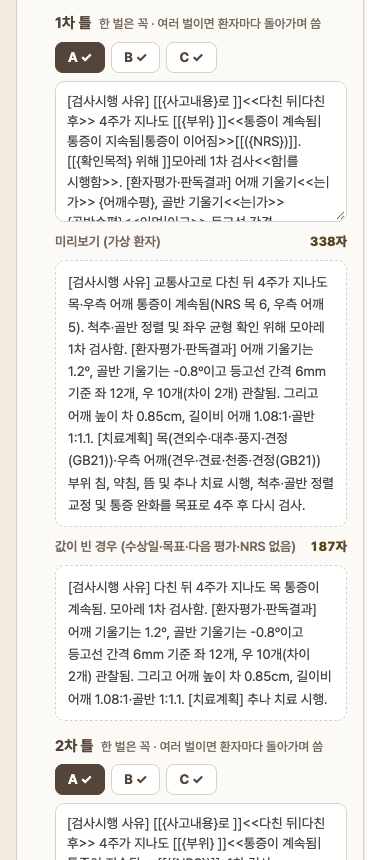 1차 틀 한 벌은 꼭 · 여러 벌이면 환자마다 돌아가며 씀
A ✓ B ✓ C ✓
[검사시행 사유] [[{사고내용}로 ]]<<다친 뒤|다친
후>> 4주가 지나도 [[{부위} ]]<<통증이 계속됨|
통증이 지속됨|통증이 이어짐>>[[({NRS})]].
[[{확인목적} 위해 ]]모아레 1차 검사<<함|를
시행함>>. [환자평가·판독결과] 어깨 기울기<<는|
가>> {어깨수평}, 골반 기울기<<는|가>>
{골반수평}<<이며|이고>> 등고선 간격
미리보기 (가상 환자) 338자
[검사시행 사유] 교통사고로 다친 뒤 4주가 지나도
목·우측 어깨 통증이 계속됨(NRS 목 6, 우측 어깨
5). 척추·골반 정렬 및 좌우 균형 확인 위해 모아레
1차 검사함. [환자평가·판독결과] 어깨 기울기는
1.2º, 골반 기울기는 -0.8º이고 등고선 간격 6mm
기준 좌 12개, 우 10개(차이 2개) 관찰됨. 그리고
어깨 높이 차 0.85cm, 길이비 어깨 1.08:1·골반
1:1.1. [치료계획] 목(견외수·대추·풍지·견정
(GB21))·우측 어깨(견우·견료·천종·견정(GB21))
부위 침, 약침, 뜸 및 추나 치료 시행, 척추·골반 정렬
교정 및 통증 완화를 목표로 4주 후 다시 검사.
값이 빈 경우 (수상일·목표·다음 평가·NRS 없음) 187자
[검사시행 사유] 다친 뒤 4주가 지나도 목 통증이
계속됨. 모아레 1차 검사함. [환자평가·판독결과]
어깨 기울기는 1.2º, 골반 기울기는 -0.8º이고
등고선 간격 6mm 기준 좌 12개, 우 10개(차이
2개) 관찰됨. 그리고 어깨 높이 차 0.85cm, 길이비
어깨 1.08:1·골반 1:1.1. [치료계획] 추나 치료 시행.
2차 틀 한 벌은 꼭 · 여러 벌이면 환자마다 돌아가며 씀
A ✓ B ✓ C ✓
[검사시행 사유] [[{사고내용}로 ]]<<다친 뒤|다친
후>> 4주가 지나도 [[{부위} ]]<<통증이 계속됨|